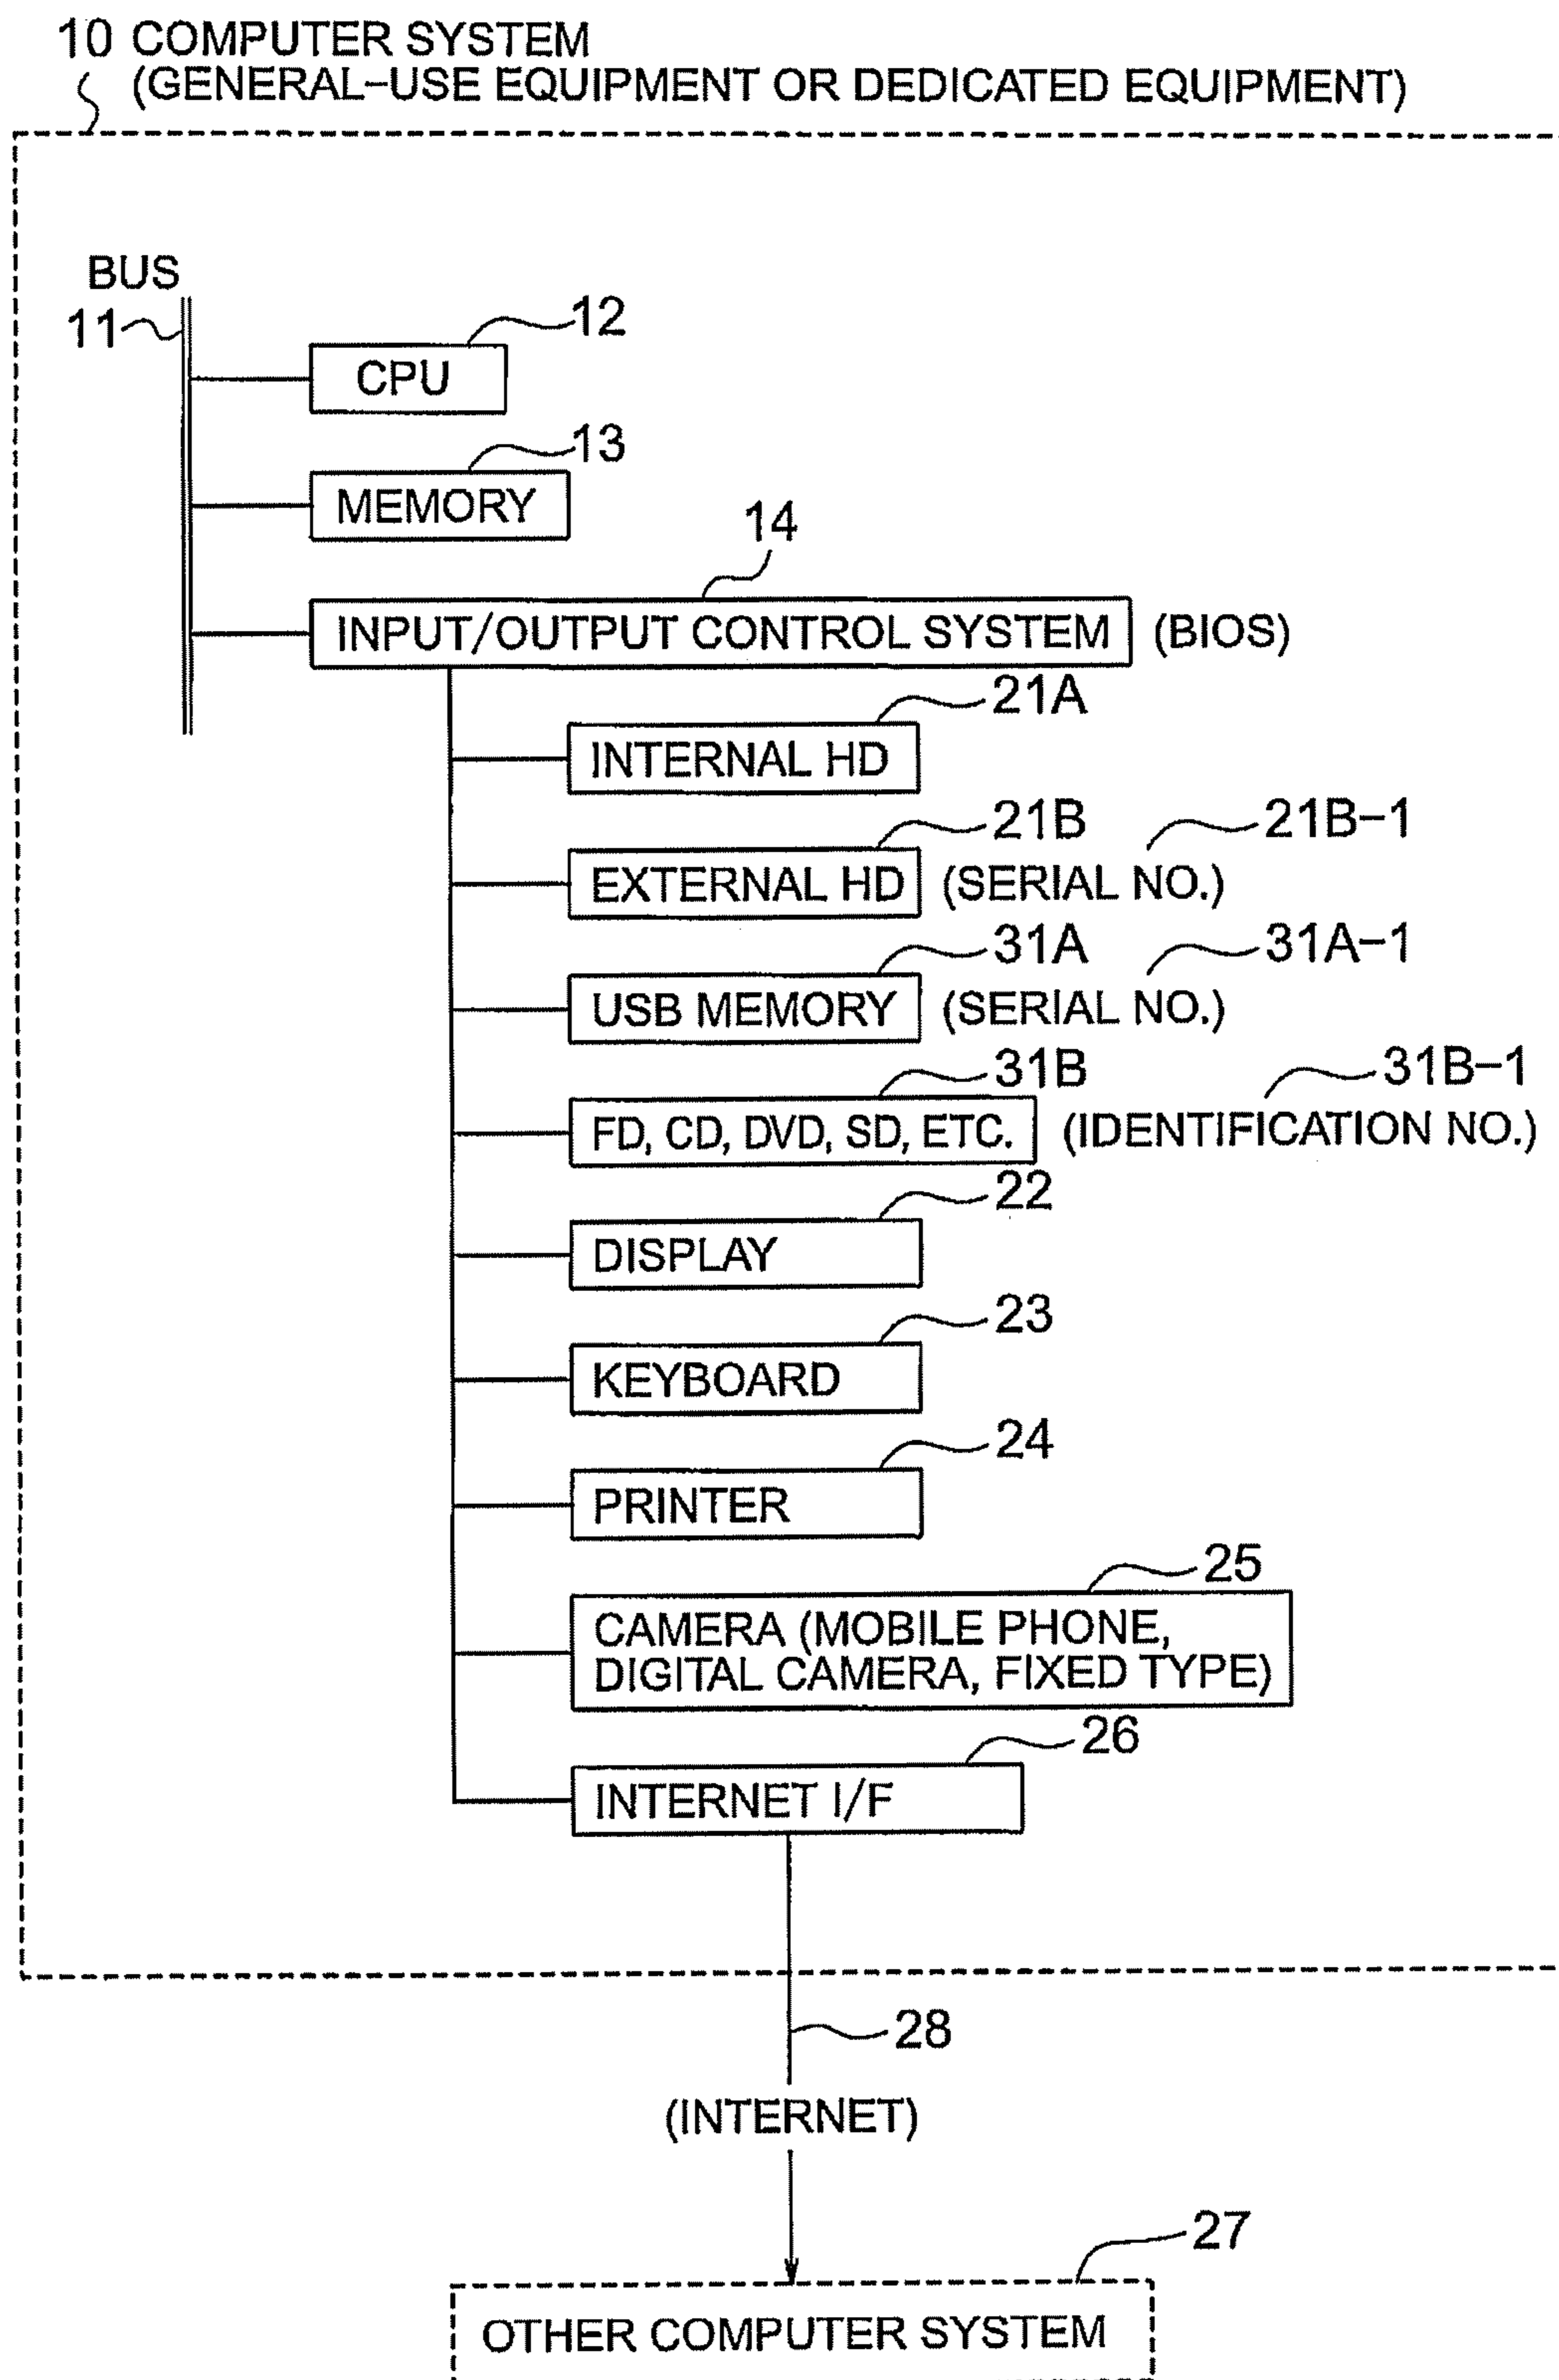 10 COMPUTER SYSTEM
(GENERAL-USE EQUIPMENT OR DEDICATED EQUIPMENT)
BUS
11
12
CPU
13
MEMORY
14
INPUT/OUTPUT CONTROL SYSTEM (BIOS)
21A
INTERNAL HD
21B 21B-1
EXTERNAL HD (SERIAL NO.)
31A 31A-1
USB MEMORY (SERIAL NO.)
31B 31B-1
FD, CD, DVD, SD, ETC. (IDENTIFICATION NO.)
22
DISPLAY
23
KEYBOARD
24
PRINTER
25
CAMERA (MOBILE PHONE,
DIGITAL CAMERA, FIXED TYPE)
26
INTERNET I/F
28
(INTERNET)
27
OTHER COMPUTER SYSTEM